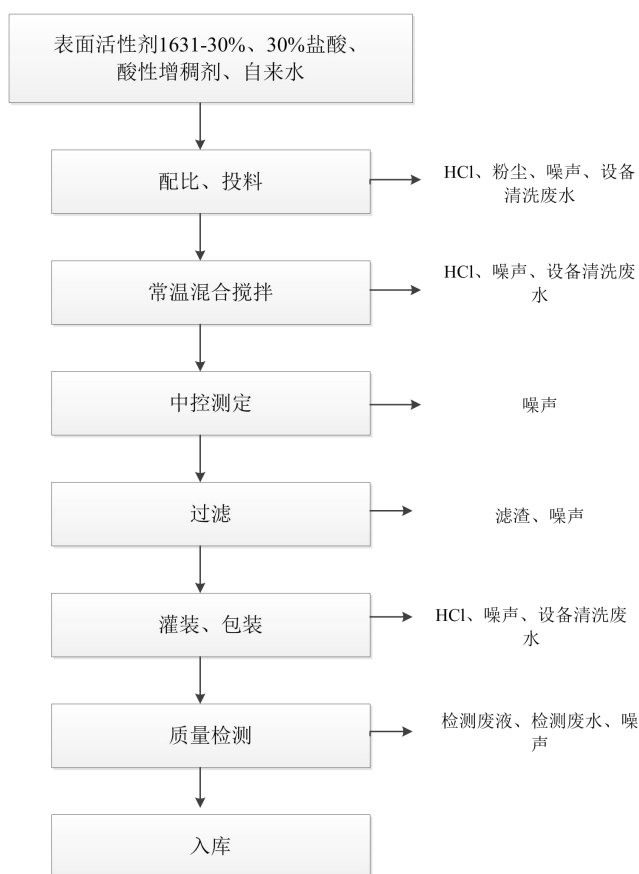 表面活性剂1631-30%、30%盐酸、
酸性增稠剂、自来水
配比、投料
HCl、粉尘、噪声、设备
清洗废水
常温混合搅拌
HCl、噪声、设备清洗废
水
中控测定
噪声
过滤
滤渣、噪声
灌装、包装
HCl、噪声、设备清洗废
水
质量检测
检测废液、检测废水、噪
声
入库